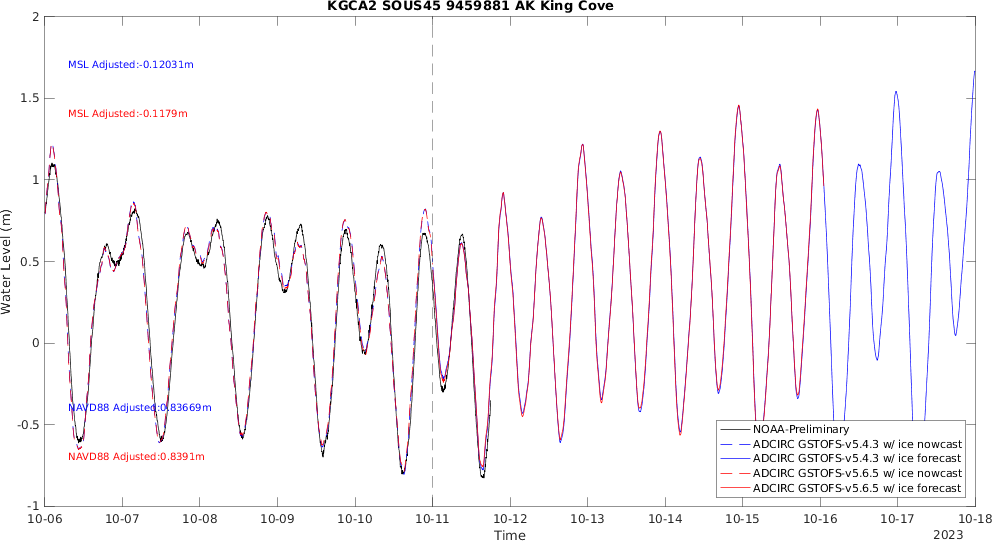 KGCA2 SOUS45 9459881 AK King Cove
2
1.5
1
0.5
0
-0.5
-1
Water Level (m)
MSL Adjusted:-0.12031m
MSL Adjusted:-0.1179m
NAVD88 Adjusted:0.83669m
NAVD88 Adjusted:0.8391m
NOAA-Preliminary
ADCIRC GSTOFS-v5.4.3 w/ ice nowcast
ADCIRC GSTOFS-v5.4.3 w/ ice forecast
ADCIRC GSTOFS-v5.6.5 w/ ice nowcast
ADCIRC GSTOFS-v5.6.5 w/ ice forecast
10-06 10-07 10-08 10-09 10-10 10-11 10-12 10-13 10-14 10-15 10-16 10-17 10-18
Time
2023